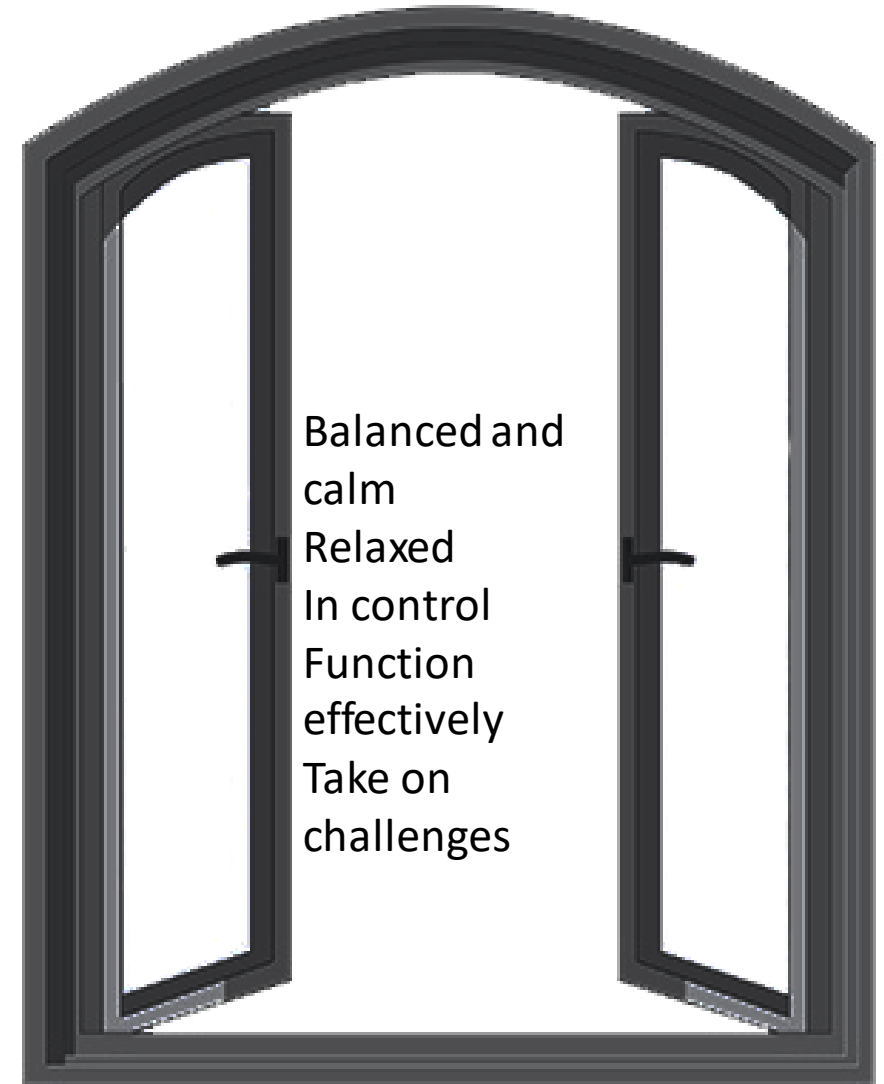 Balanced and
calm
Relaxed
In control
Function
effectively
Take on
challenges